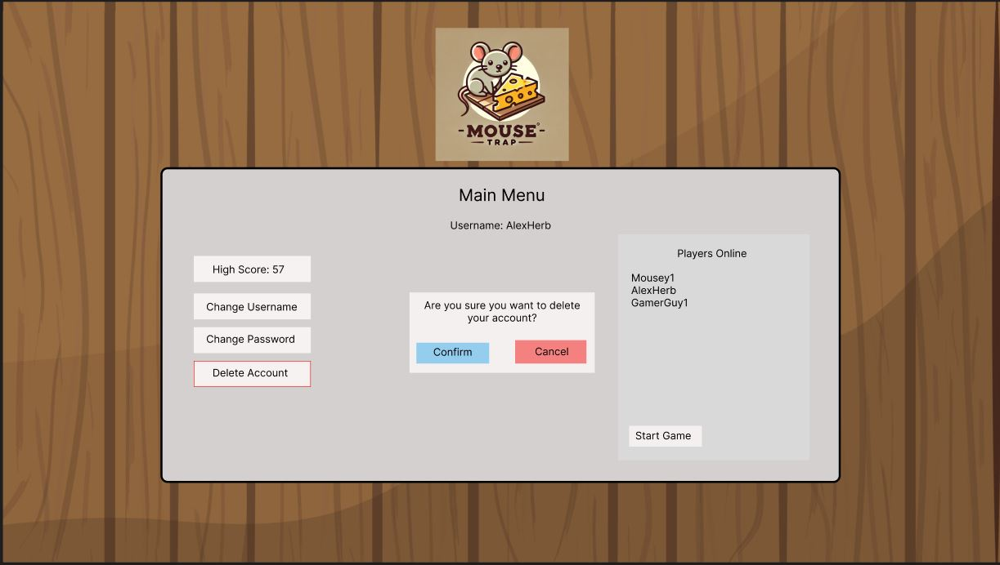 -MOUSE-
-TRAP-
Main Menu
Username: AlexHerb
High Score: 57
Change Username
Change Password
Delete Account
Are you sure you want to delete
your account?
Confirm
Cancel
Players Online
Mousey1
AlexHerb
GamerGuy1
Start Game